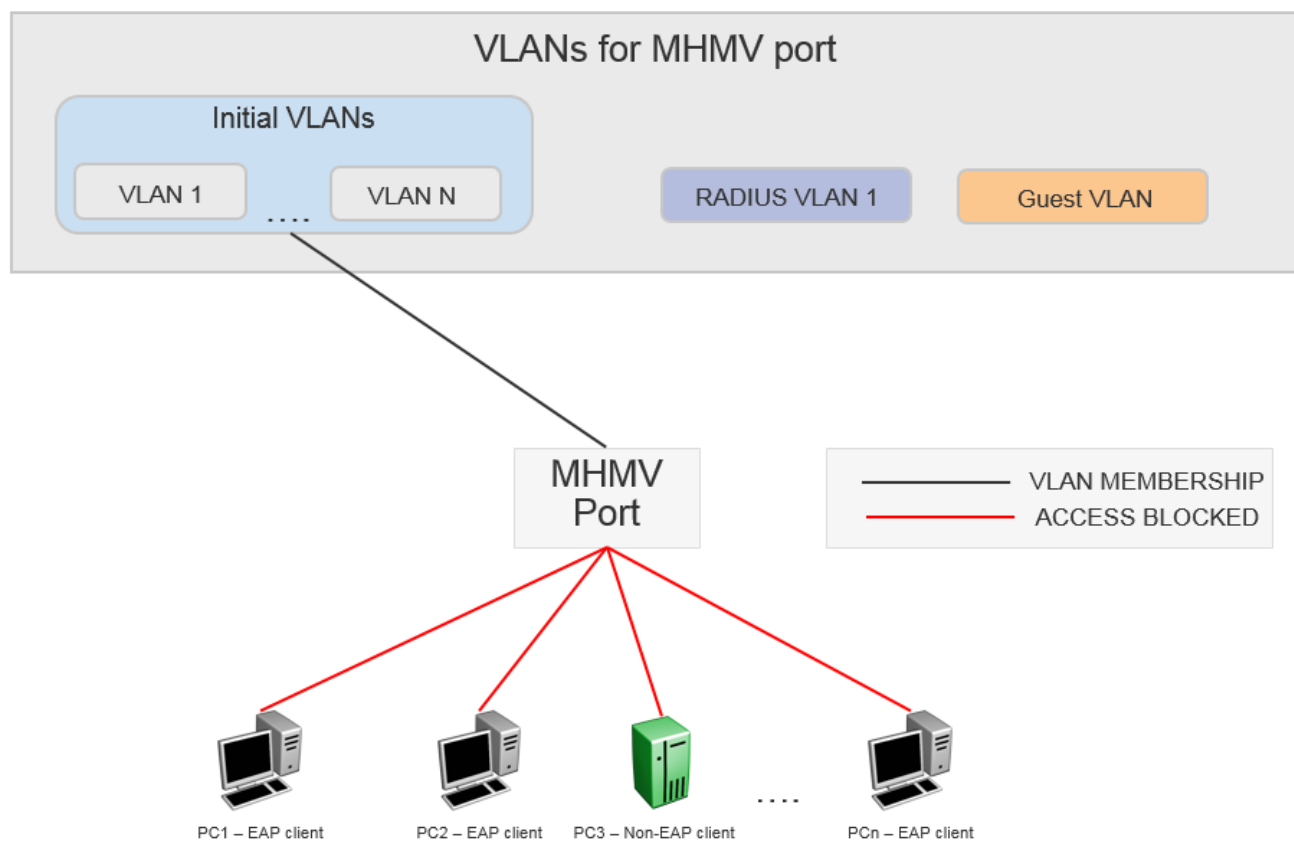 VLANs for MHMV port
Initial VLANs
VLAN 1
....
VLAN N
RADIUS VLAN 1
Guest VLAN
MHMV
Port
VLAN MEMBERSHIP
ACCESS BLOCKED
....
PC1 – EAP client
PC2 – EAP client
PC3 – Non-EAP client
PCn – EAP client